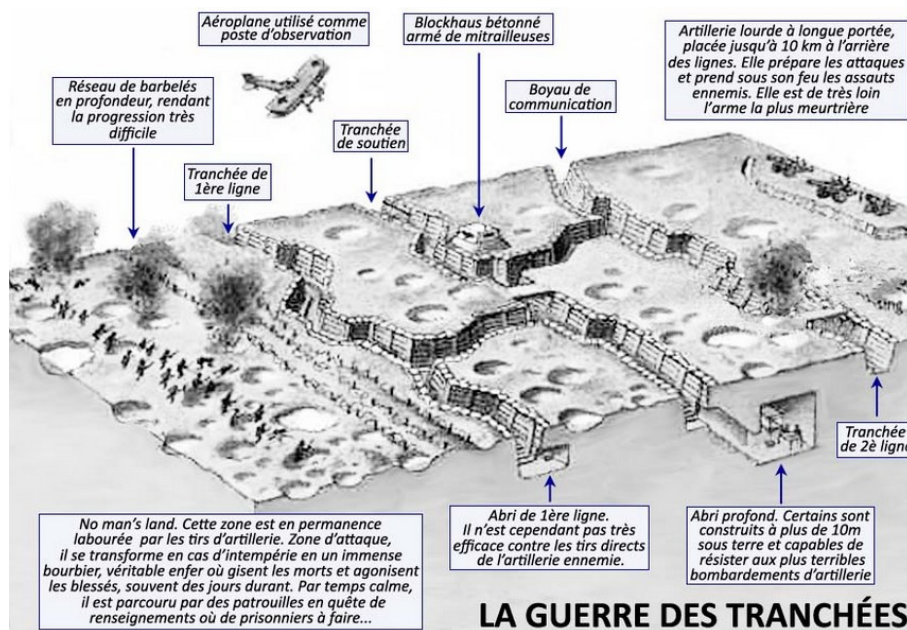 Aéroplane utilisé comme
poste d'observation
Blockhaus bétonné
armé de mitrailleuses
Artillerie lourde à longue portée,
placée jusqu'à 10 km à l'arrière
des lignes. Elle prépare les attaques
et prend sous son feu les assauts
ennemis. Elle est de très loin
l'arme la plus meurtrière
Réseau de barbelés
en profondeur, rendant
la progression très
difficile
Boyau de
communication
Tranchée
de soutien
Tranchée de
1ère ligne
Tranchée
de 2è ligne
Abri de 1ère ligne.
Il n'est cependant pas très
efficace contre les tirs directs
de l'artillerie ennemie.
Abri profond. Certains sont
construits à plus de 10m
sous terre et capables de
résister aux plus terribles
bombardements d'artillerie
No man's land. Cette zone est en permanence
labourée par les tirs d'artillerie. Zone d'attaque,
il se transforme en cas d'intempérie en un immense
bourbier, véritable enfer où gisent les morts et agonisent
les blessés, souvent des jours durant. Par temps calme,
il est parcouru par des patrouilles en quête de
renseignements où de prisonniers à faire...
LA GUERRE DES TRANCHÉES